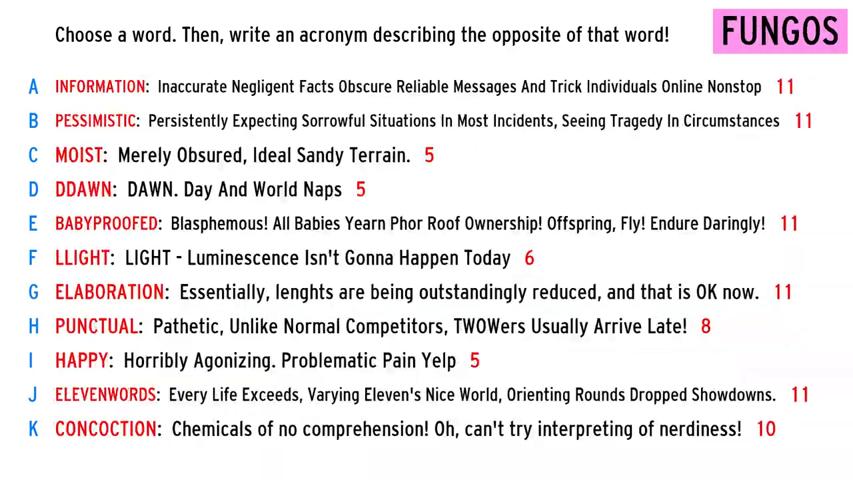 Choose a word. Then, write an acronym describing the opposite of that word!
FUNGOS
A INFORMATION: Inaccurate Negligent Facts Obscure Reliable Messages And Trick Individuals Online Nonstop 11
B PESSIMISTIC: Persistently Expecting Sorrowful Situations In Most Incidents, Seeing Tragedy In Circumstances 11
C MOIST: Merely Obsured, Ideal Sandy Terrain. 5
D DDAWN: DAWN. Day And World Naps 5
E BABYPROOFED: Blasphemous! All Babies Yearn Phor Roof Ownership! Offspring, Fly! Endure Daringly! 11
F LLIGHT: LIGHT - Luminescence Isn't Gonna Happen Today 6
G ELABORATION: Essentially, lenghts are being outstandingly reduced, and that is OK now. 11
H PUNCTUAL: Pathetic, Unlike Normal Competitors, TWOWers Usually Arrive Late! 8
I HAPPY: Horribly Agonizing. Problematic Pain Yelp 5
J ELEVENWORDS: Every Life Exceeds, Varying Eleven's Nice World, Orienting Rounds Dropped Showdowns. 11
K CONCOCTION: Chemicals of no comprehension! Oh, can't try interpreting of nerdiness! 10